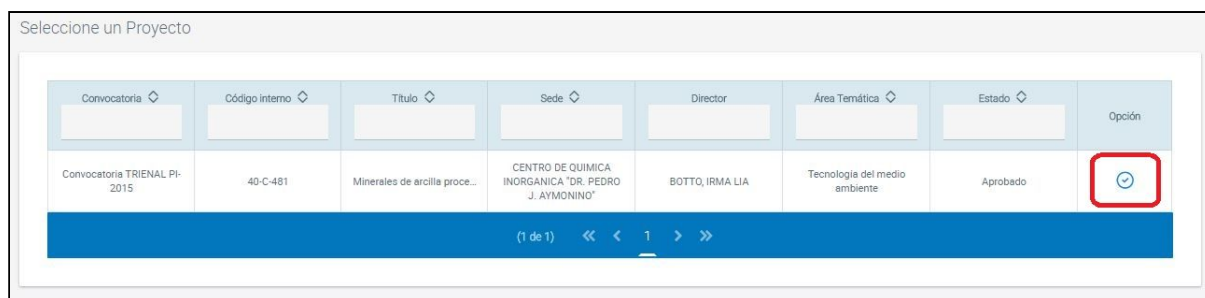 Seleccione un Proyecto
Convocatoria
Código interno
Título
Sede
Director
Área Temática
Estado
Opción
Convocatoria TRIENAL PI-
2015
40-C-481
Minerales de arcilla proce...
CENTRO DE QUIMICA
INORGANICA "DR. PEDRO
J. AYMONINO"
BOTTO, IRMA LIA
Tecnología del medio
ambiente
Aprobado
(1 de 1) 1